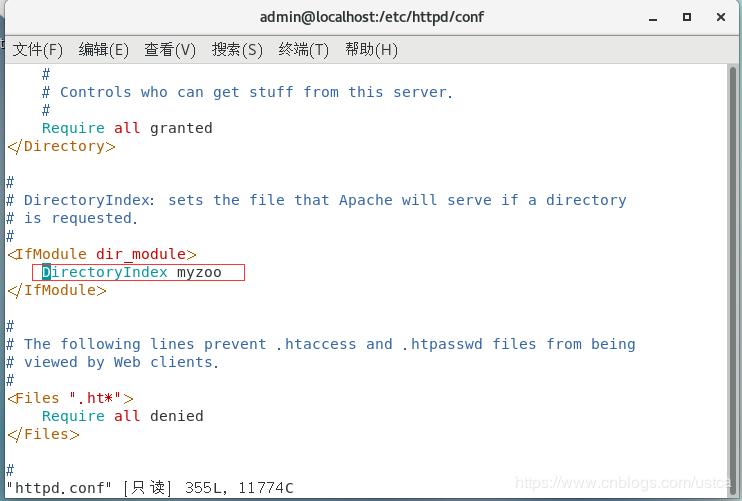 admin@localhost:/etc/httpd/conf
文件(F) 编辑(E) 查看(V) 搜索(S) 终端(T) 帮助(H)
#
# Controls who can get stuff from this server.
#
Require all granted
</Directory>
#
# DirectoryIndex: sets the file that Apache will serve if a directory
# is requested.
#
<IfModule dir_module>
DirectoryIndex myzoo
</IfModule>
#
# The following lines prevent .htaccess and .htpasswd files from being
# viewed by Web clients.
#
<Files ".ht*">
Require all denied
</Files>
#
"httpd.conf" [只读] 355L, 11774C
https://www.cnblogs.com/ustca